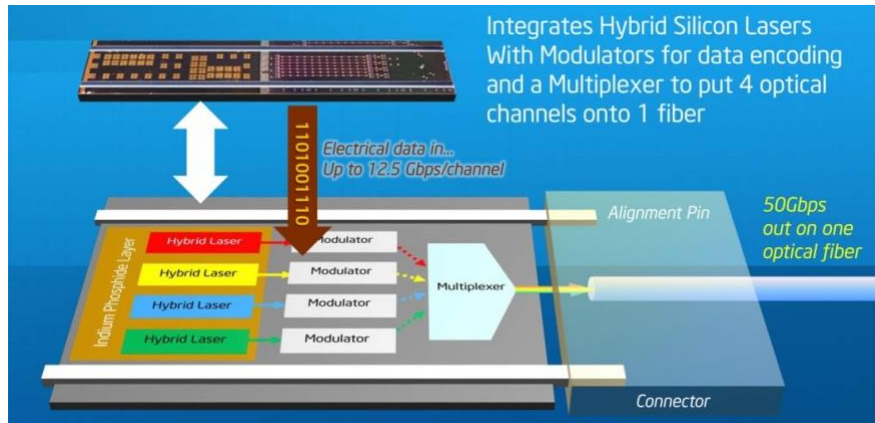 Integrates Hybrid Silicon Lasers
With Modulators for data encoding
and a Multiplexer to put 4 optical
channels onto 1 fiber
1101001110
Electrical data in...
Up to 12.5 Gbps/channel
Alignment Pin
50Gbps
out on one
optical fiber
Indium Phosphide Layer
Hybrid Laser
Modulator
Hybrid Laser
Modulator
Multiplexer
Hybrid Laser
Modulator
Hybrid Laser
Modulator
Connector